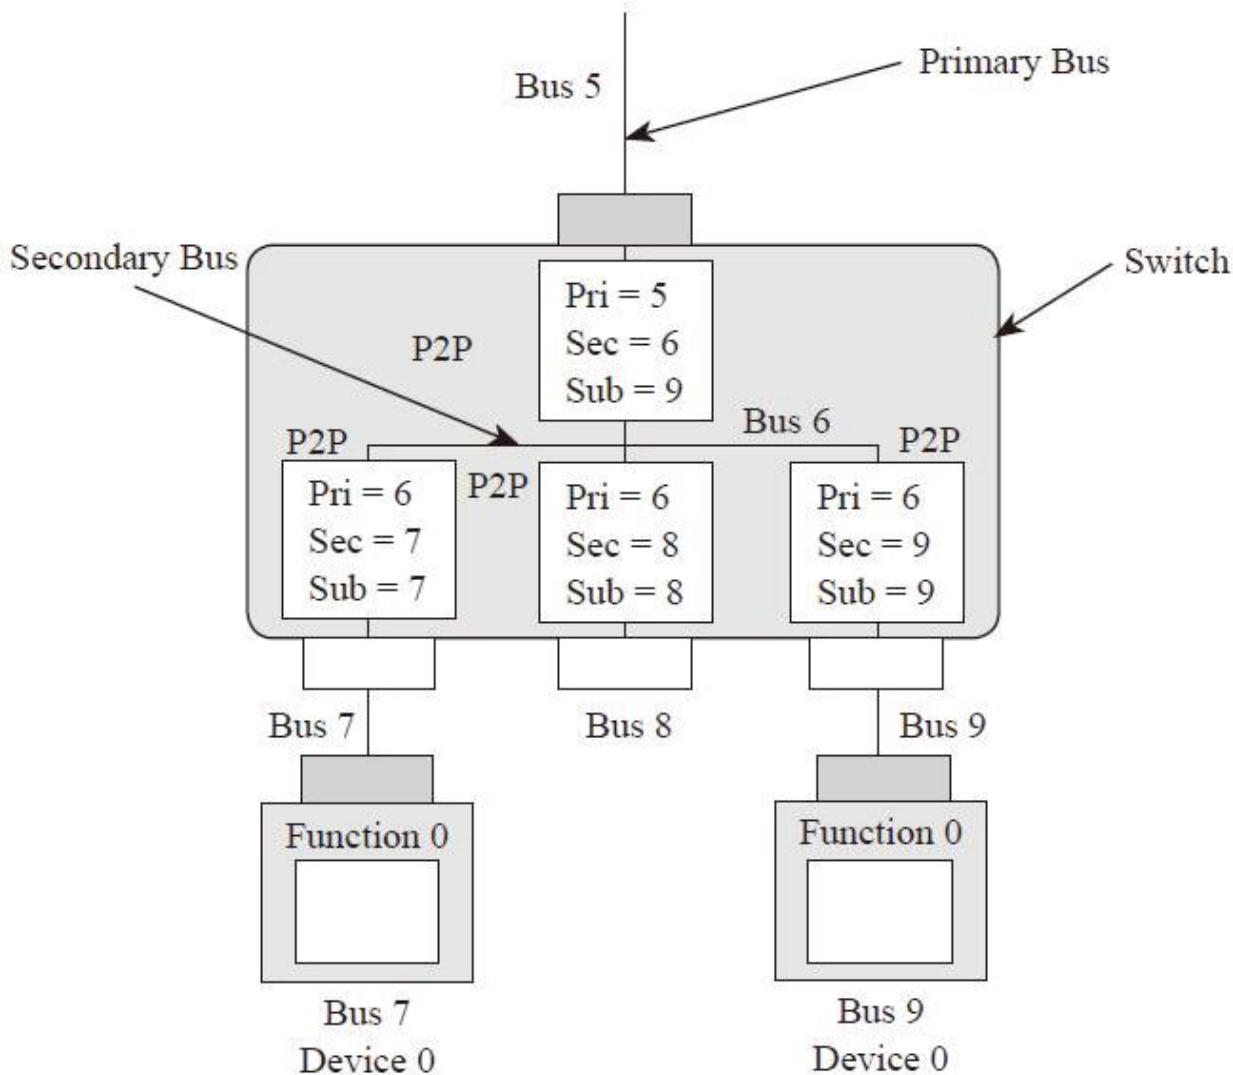 Primary Bus
Bus 5
Secondary Bus
Switch
Pri = 5
Sec = 6
Sub = 9
P2P
Bus 6
P2P
P2P
P2P
Pri = 6
Sec = 7
Sub = 7
Pri = 6
Sec = 8
Sub = 8
Pri = 6
Sec = 9
Sub = 9
Bus 7
Bus 8
Bus 9
Function 0
Function 0
Bus 7
Device 0
Bus 9
Device 0